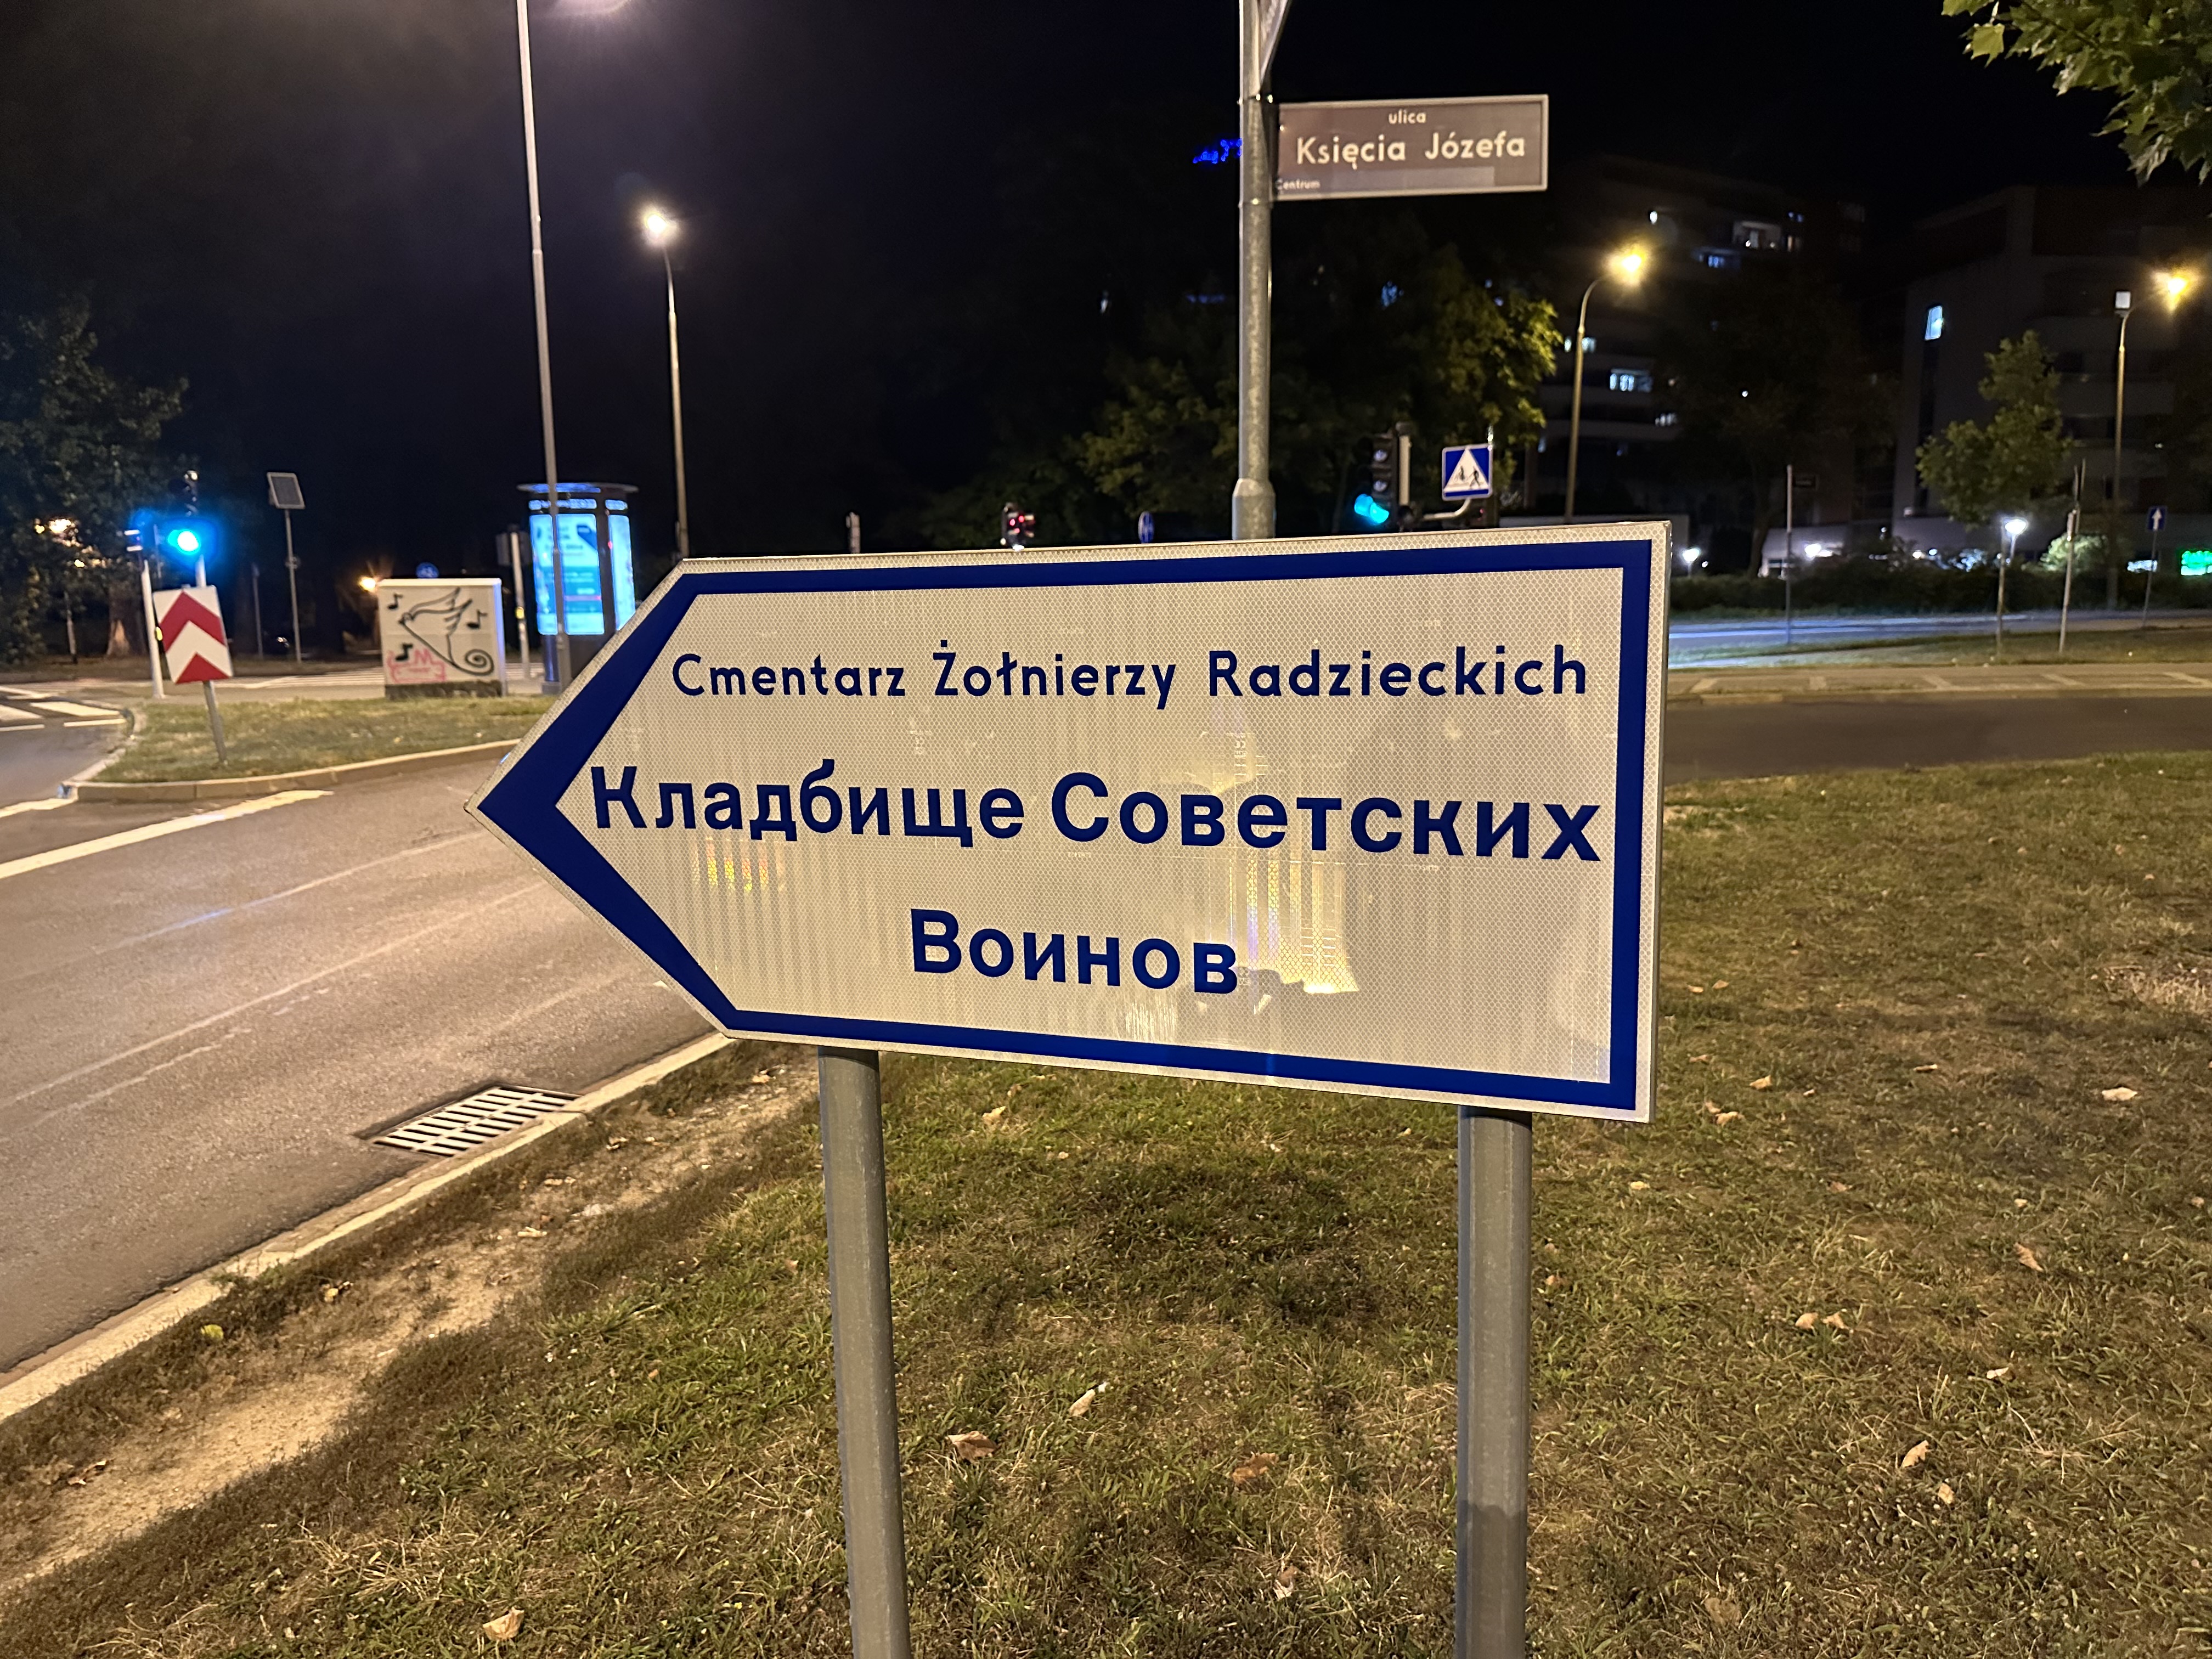 ulica
Księcia Józefa
Centrum
Cmentarz Żołnierzy Radzieckich
Кладбище Советских
Воинов